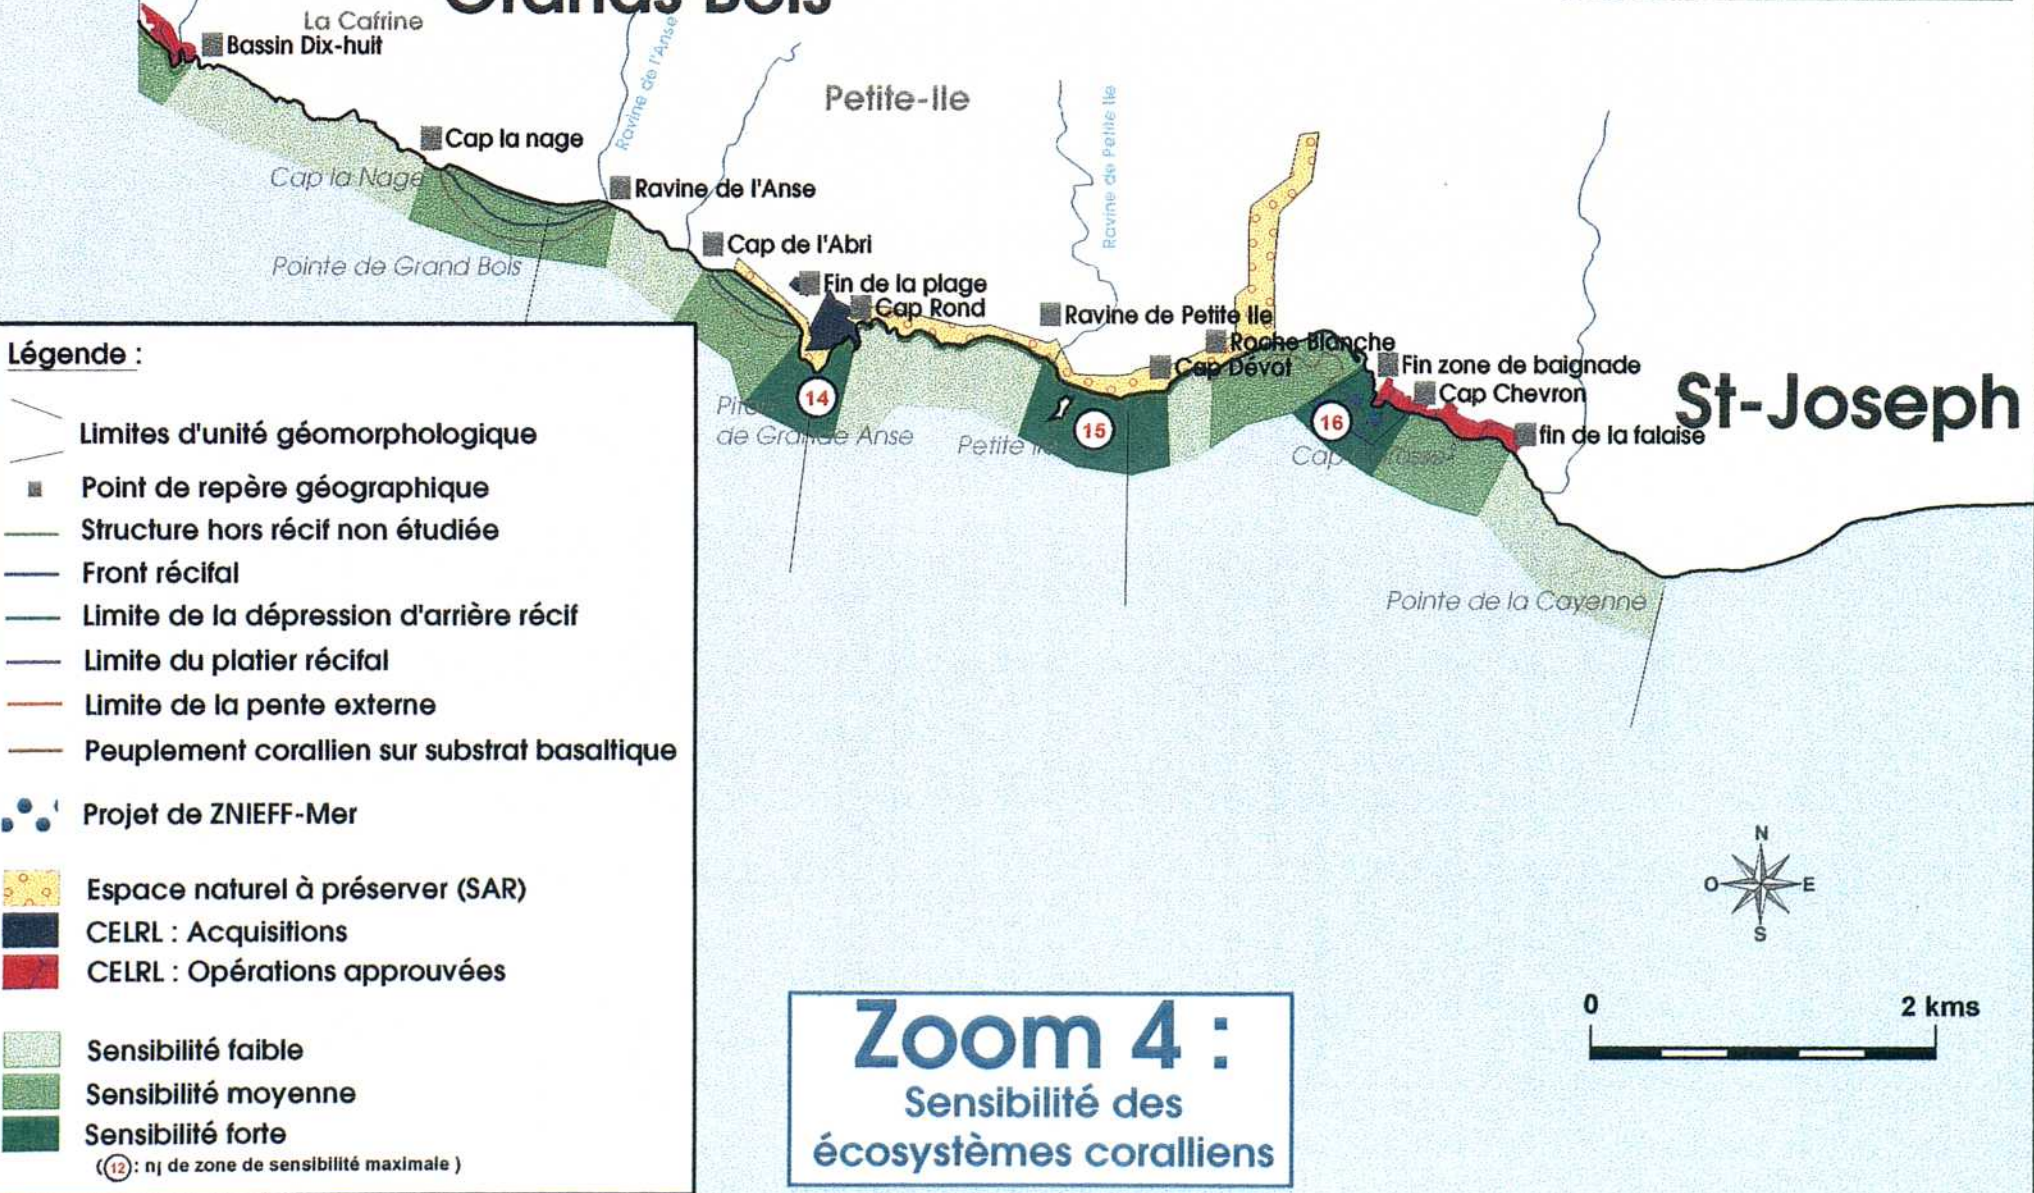 Grands Bois
La Cafrine
Bassin Dix-huit
Ravine de l'Anse
Petite-Ile
Ravine de Petite Ile
Cap la nage
Cap la Nage
Ravine de l'Anse
Cap de l'Abri
Pointe de Grand Bois
Fin de la plage
Cap Rond
Ravine de Petite Ile
Roche Blanche
Cap Dévot
Fin zone de baignade
Cap Chevron
fin de la falaise
St-Joseph
14
15
16
de Grande Anse
Petite
Cap
Pointe de la Cayenne
Légende :
Limites d'unité géomorphologique
Point de repère géographique
Structure hors récif non étudiée
Front récifal
Limite de la dépression d'arrière récif
Limite du platier récifal
Limite de la pente externe
Peuplement corallien sur substrat basaltique
Projet de ZNIEFF-Mer
Espace naturel à préserver (SAR)
CELRL : Acquisitions
CELRL : Opérations approuvées
Sensibilité faible
Sensibilité moyenne
Sensibilité forte
(12 : n¡ de zone de sensibilité maximale )
Zoom 4 :
Sensibilité des
écosystèmes coralliens
N
O E
S
0 2 kms